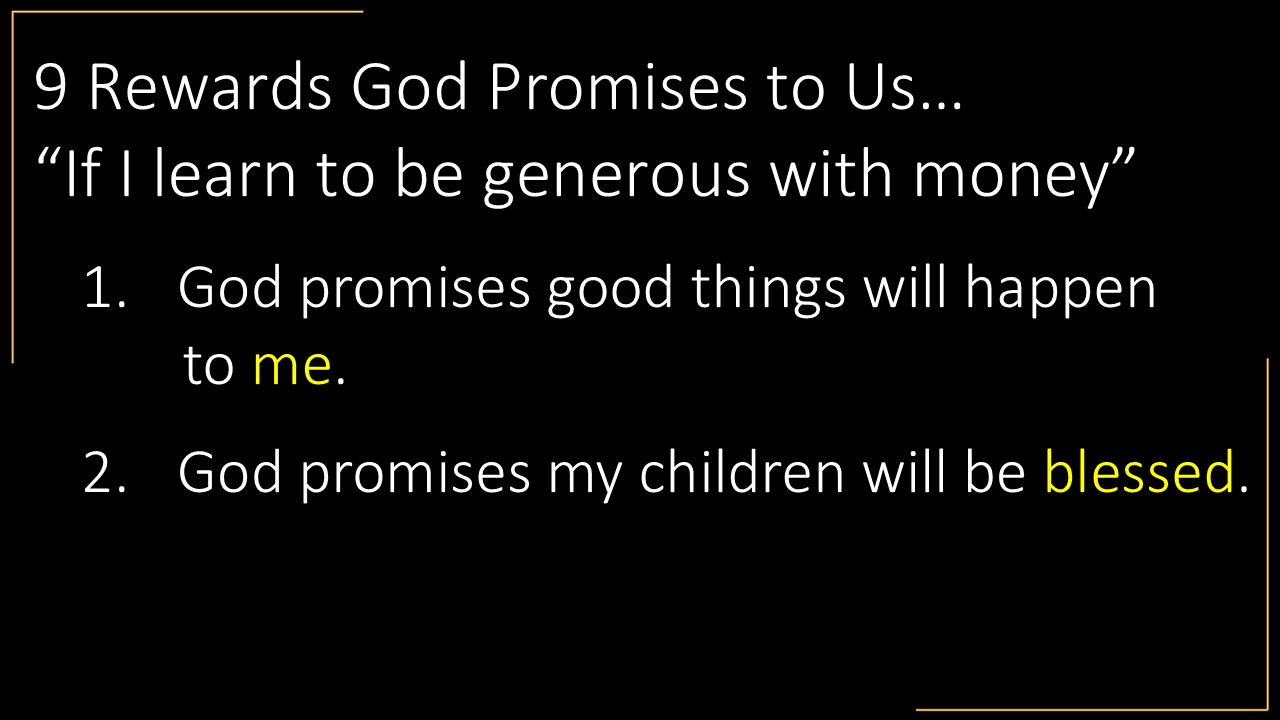 9 Rewards God Promises to Us...
“If I learn to be generous with money”
1. God promises good things will happen
to me.
2. God promises my children will be blessed.